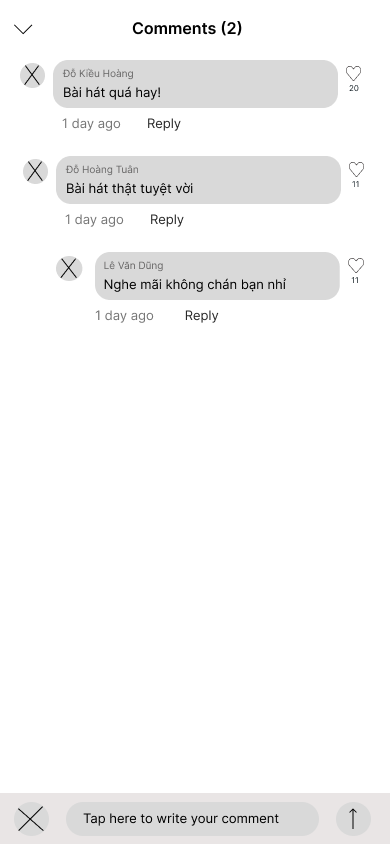 Comments (2)
Đỗ Kiều Hoàng
Bài hát quá hay!
20
1 day ago Reply
Đỗ Hoàng Tuân
Bài hát thật tuyệt vời
11
1 day ago Reply
Lê Văn Dũng
Nghe mãi không chán bạn nhỉ
11
1 day ago Reply
Tap here to write your comment